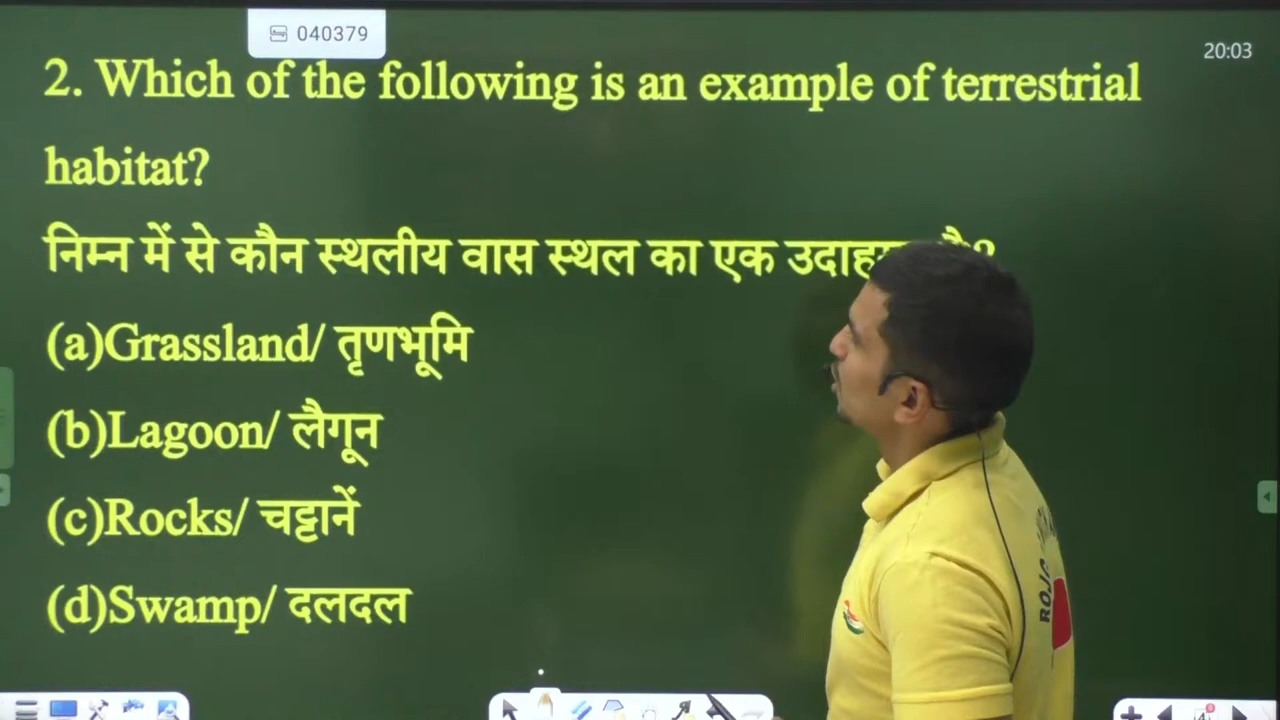 040379
20:03
2. Which of the following is an example of terrestrial
habitat?
निम्न में से कौन स्थलीय वास स्थल का एक
(a)Grassland/ तृणभूमि
(b)Lagoon/ लैगून
(c)Rocks/ चट्टानें
(d)Swamp/ दलदल